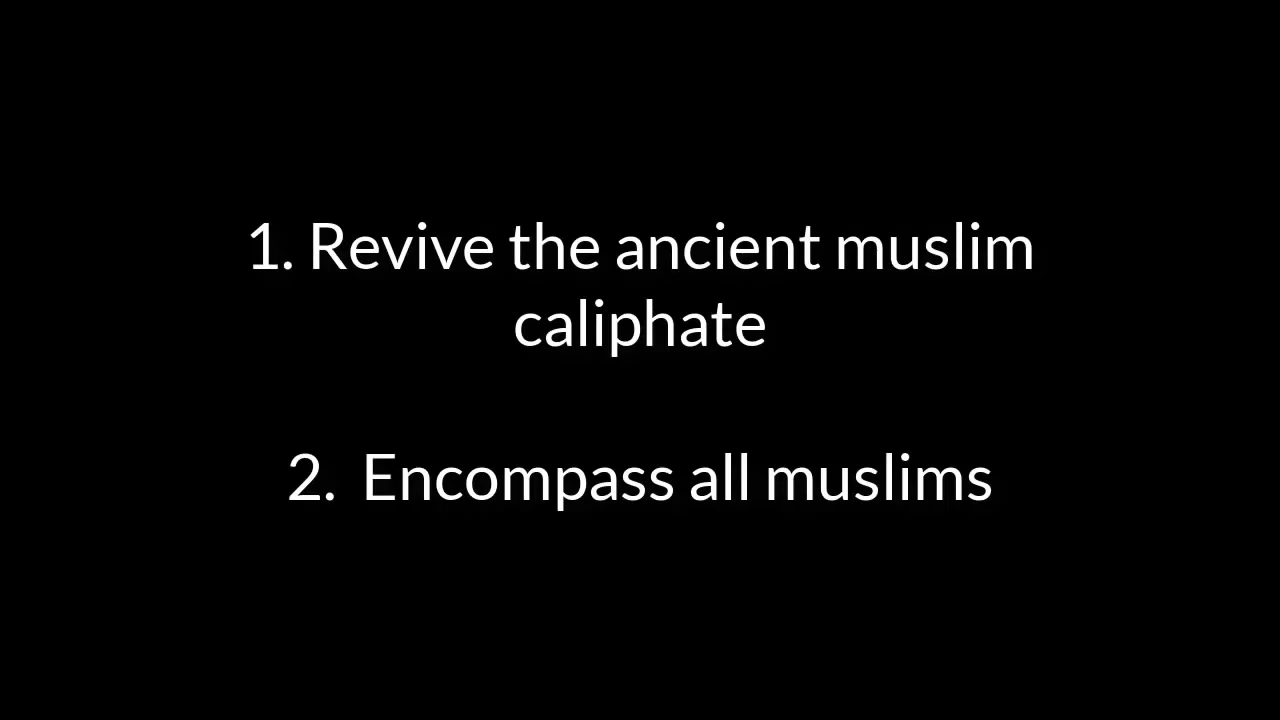 1. Revive the ancient muslim
caliphate
2. Encompass all muslims